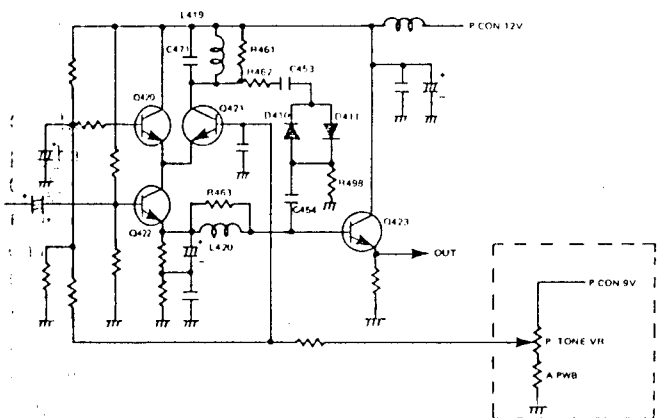 L419
P CON 12V
C471
R461
R462
C453
Q420
Q421
D410
D411
R498
R463
C454
Q422
Q423
L420
OUT
P CON 9V
P TONE VR
A PWB